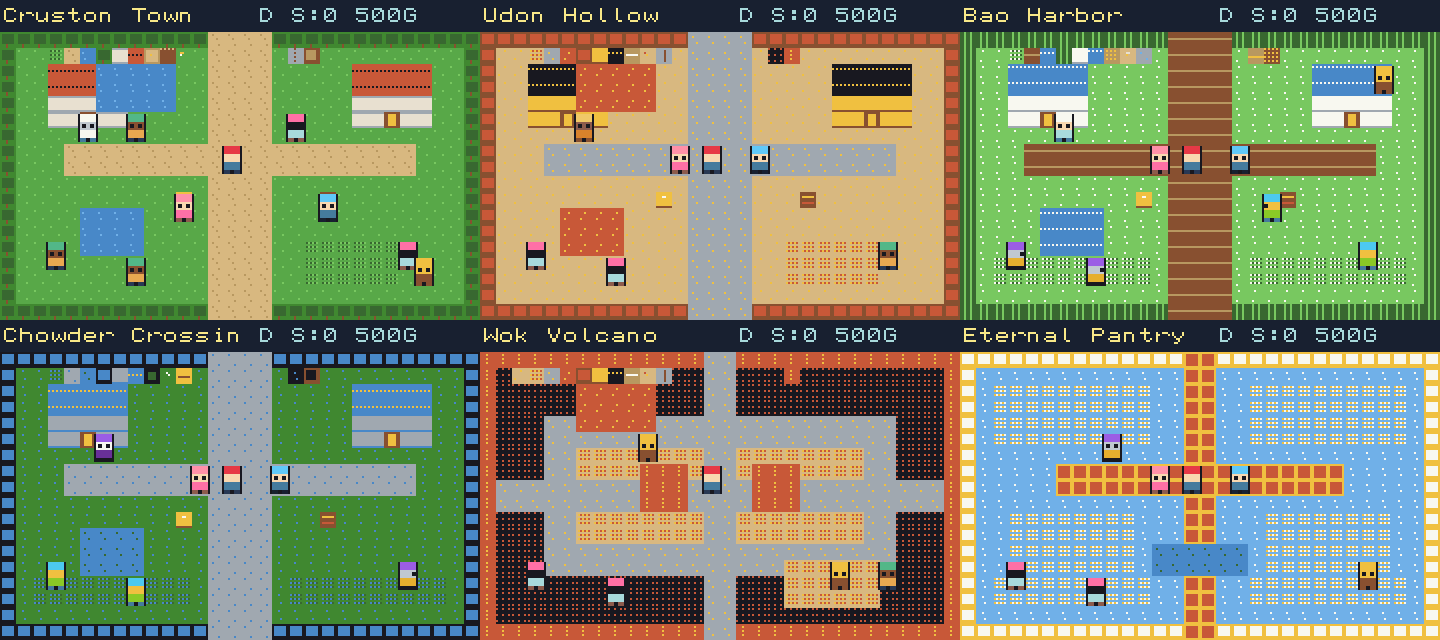 Cruston Town D S:0 500G
Udon Hollow D S:0 500G
Bao Harbor D S:0 500G
Chowder Crossin D S:0 500G
Wok Volcano D S:0 500G
Eternal Pantry D S:0 500G